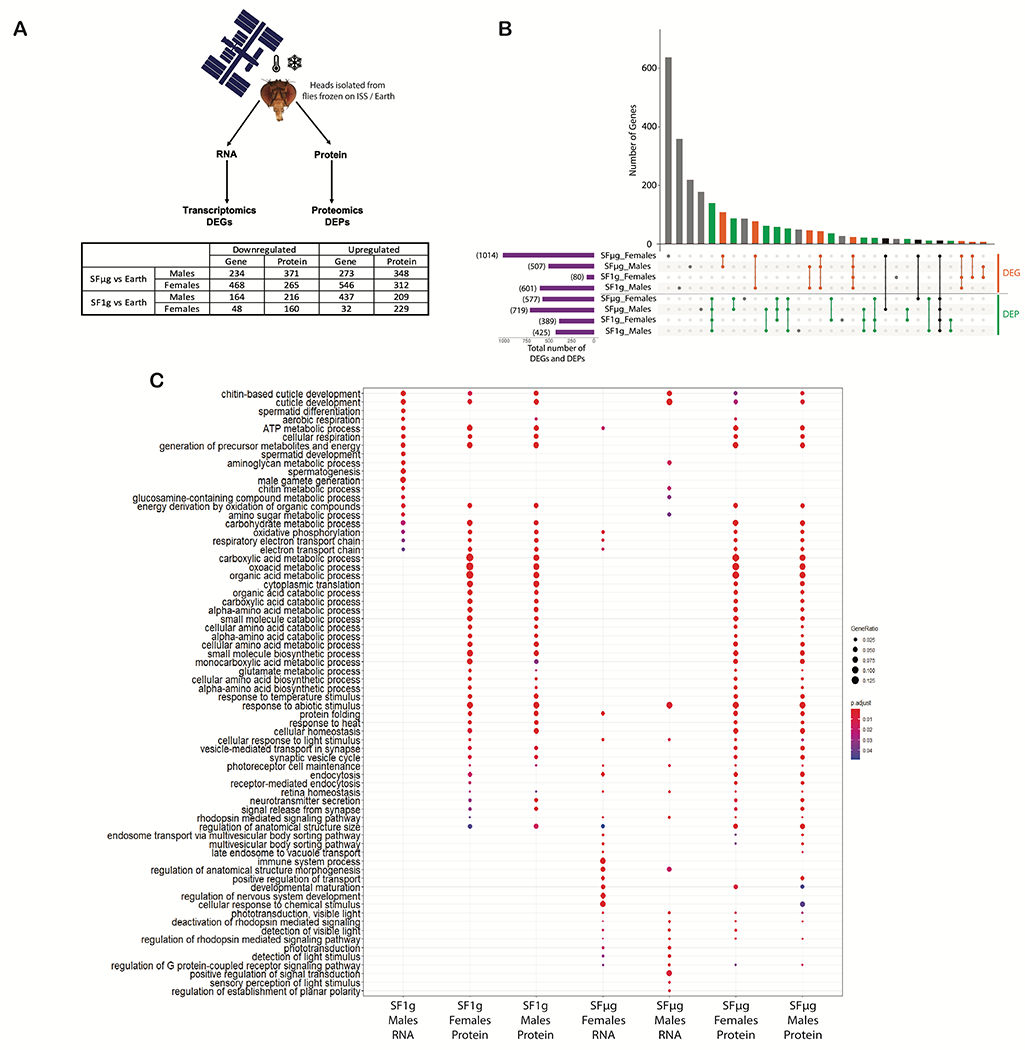 A
Heads isolated from
flies frozen on ISS / Earth
RNA
Protein
Transcriptomics
DEGs
Proteomics
DEPs
Downregulated Upregulated
Gene Protein Gene Protein
SFµg vs Earth
Males 234 371 273 348
Females 468 265 546 312
SF1g vs Earth
Males 164 216 437 209
Females 48 160 32 229
B
Number of Genes
600
400
200
0
(1014) SFµg_Females
(507) SFµg_Males
(80) SF1g_Females
(601) SF1g_Males
(577) SFµg_Females
(719) SFµg_Males
(389) SF1g_Females
(425) SF1g_Males
DEG
DEP
1000 750 500 250 0
Total number of
DEGs and DEPs
C
chitin-based cuticle development
cuticle development
spermatid differentiation
aerobic respiration
ATP metabolic process
cellular respiration
generation of precursor metabolites and energy
spermatid development
aminoglycan metabolic process
spermatogenesis
male gamete generation
chitin metabolic process
glucosamine-containing compound metabolic process
energy derivation by oxidation of organic compounds
amino sugar metabolic process
carbohydrate metabolic process
oxidative phosphorylation
respiratory electron transport chain
electron transport chain
carboxylic acid metabolic process
oxoacid metabolic process
organic acid metabolic process
cytoplasmic translation
organic acid catabolic process
carboxylic acid catabolic process
alpha-amino acid metabolic process
small molecule catabolic process
cellular amino acid catabolic process
alpha-amino acid catabolic process
cellular amino acid metabolic process
small molecule biosynthetic process
monocarboxylic acid metabolic process
glutamate metabolic process
cellular amino acid biosynthetic process
alpha-amino acid biosynthetic process
response to temperature stimulus
response to abiotic stimulus
protein folding
response to heat
cellular homeostasis
cellular response to light stimulus
vesicle-mediated transport in synapse
synaptic vesicle cycle
photoreceptor cell maintenance
endocytosis
receptor-mediated endocytosis
retina homeostasis
neurotransmitter secretion
signal release from synapse
rhodopsin mediated signaling pathway
regulation of anatomical structure size
endosome transport via multivesicular body sorting pathway
multivesicular body sorting pathway
late endosome to vacuole transport
immune system process
regulation of anatomical structure morphogenesis
positive regulation of transport
developmental maturation
regulation of nervous system development
cellular response to chemical stimulus
phototransduction, visible light
deactivation of rhodopsin mediated signaling
detection of visible light
regulation of rhodopsin mediated signaling pathway
phototransduction
detection of light stimulus
regulation of G protein-coupled receptor signaling pathway
positive regulation of signal transduction
sensory perception of light stimulus
regulation of establishment of planar polarity
GeneRatio
0.025
0.050
0.075
0.100
0.125
p.adjust
0.01
0.02
0.03
0.04
SF1g SF1g SF1g SFµg SFµg SFµg SFµg
Males Females Males Females Males Females Males
RNA Protein Protein RNA RNA Protein Protein